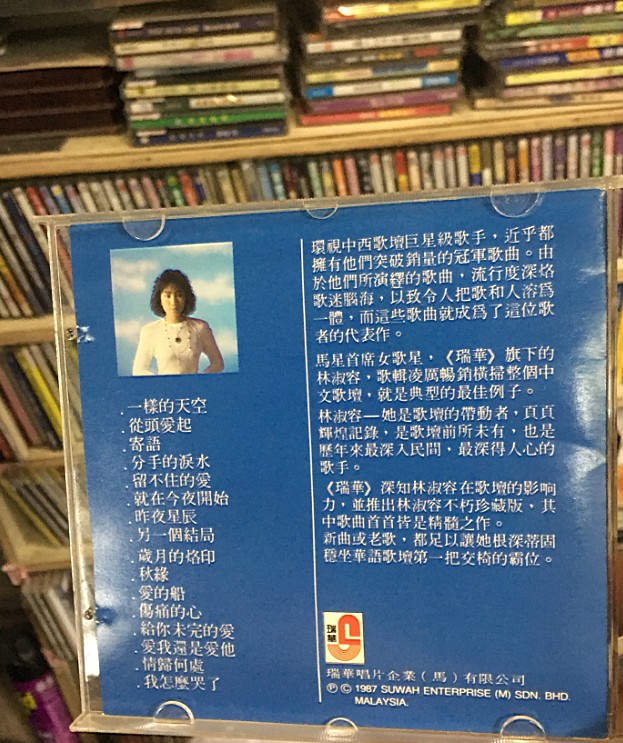 .一樣的天空
.從頭愛起
.寄語
.分手的淚水
.留不住的愛
.就在今夜開始
.昨夜星辰
.另一個結局
.歲月的烙印
.秋緣
.愛的船
.傷痛的心
.給你未完的愛
.愛我還是愛他
.情歸何處
.我怎麼哭了
環視中西歌壇巨星級歌手，近乎都
擁有他們突破銷量的冠軍歌曲。由
於他們所演繹的歌曲，流行度深烙
歌迷腦海，以致令人把歌和人溶爲
一體，而這些歌曲就成爲了這位歌
者的代表作。
馬星首席女歌星，《瑞華》旗下的
林淑容，歌輯凌厲暢銷橫掃整個中
文歌壇，就是典型的最佳例子。
林淑容—她是歌壇的帶動者，頁頁
輝煌記錄，是歌壇前所未有，也是
歷年來最深入民間，最深得人心的
歌手。
《瑞華》深知林淑容在歌壇的影响
力，並推出林淑容不朽珍藏版，其
中歌曲首首皆是精髓之作。
新曲或老歌，都足以讓她根深蒂固
穩坐華語歌壇第一把交椅的霸位。
瑞華
瑞華唱片企業（馬）有限公司
Ⓟ Ⓒ 1987 SUWAH ENTERPRISE (M) SDN. BHD.
MALAYSIA.